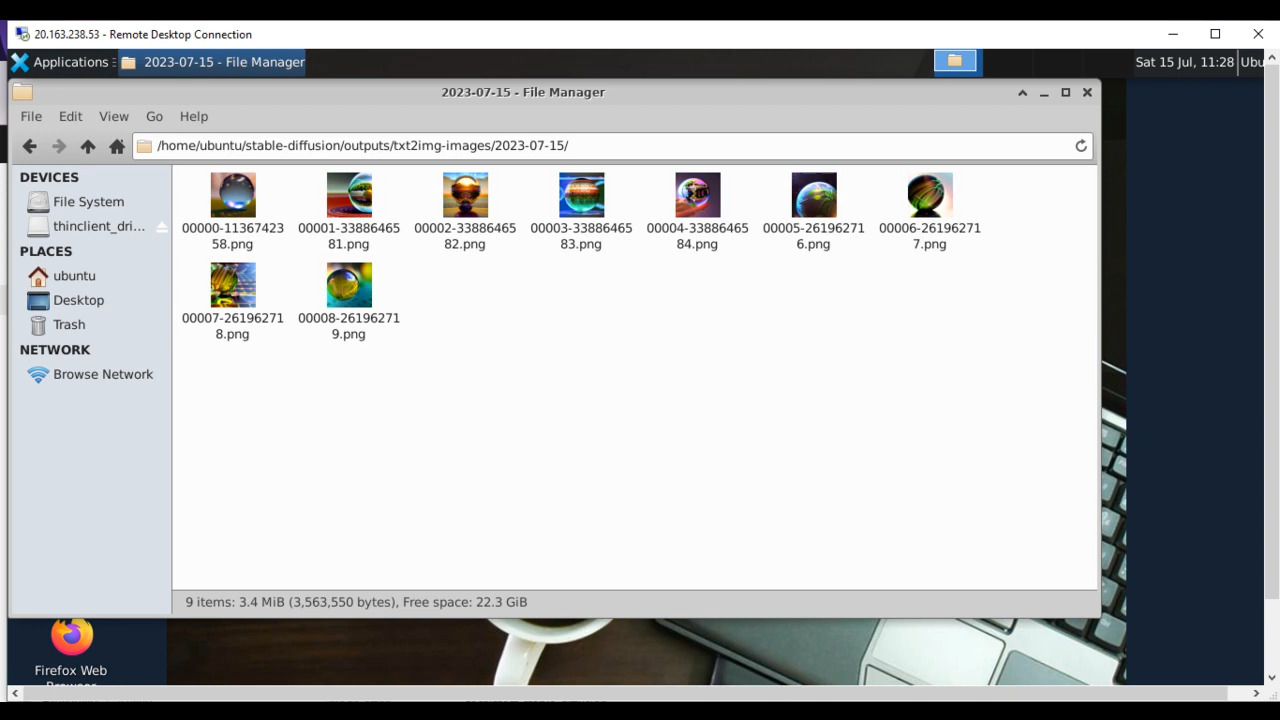 20.163.238.53 - Remote Desktop Connection
Applications 2023-07-15 - File Manager Sat 15 Jul, 11:28 Ubu
2023-07-15 - File Manager
File Edit View Go Help
/home/ubuntu/stable-diffusion/outputs/txt2img-images/2023-07-15/
DEVICES
File System
thinclient_dri...
PLACES
ubuntu
Desktop
Trash
NETWORK
Browse Network
00000-11367423 00001-33886465 00002-33886465 00003-33886465 00004-33886465 00005-26196271 00006-26196271
58.png 81.png 82.png 83.png 84.png 6.png 7.png
00007-26196271 00008-26196271
8.png 9.png
9 items: 3.4 MiB (3,563,550 bytes), Free space: 22.3 GiB
Firefox Web